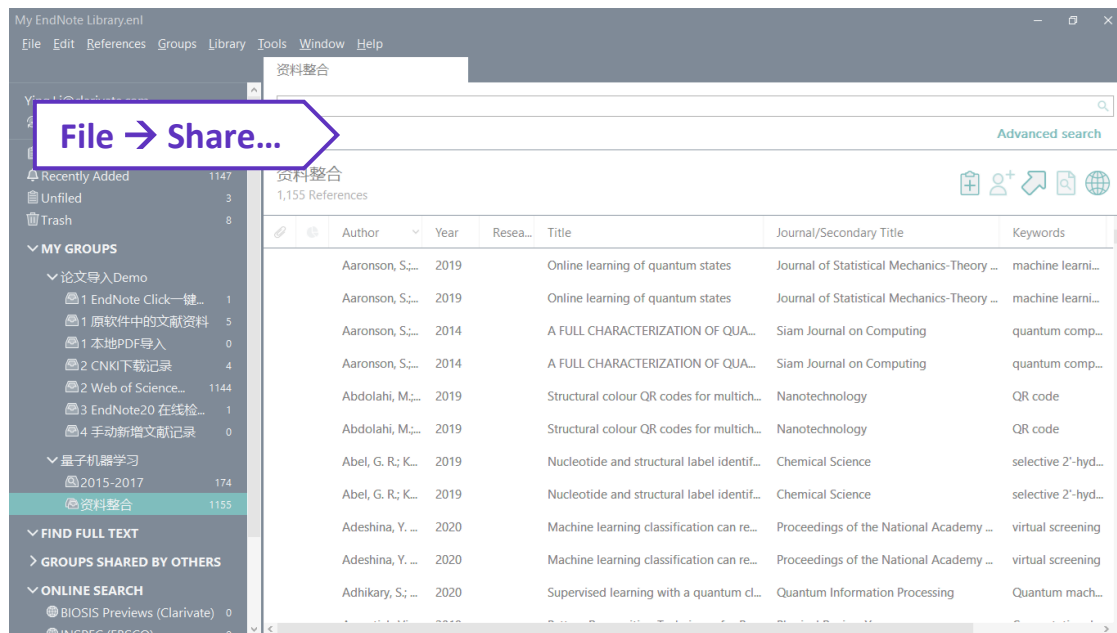 My EndNote Library.enl
File Edit References Groups Library Tools Window Help
资料整合
File → Share...
Advanced search
Recently Added 1147
Unfiled 3
Trash 8
MY GROUPS
论文导入Demo
1 EndNote Click一键... 1
1 原软件中的文献资料 5
1 本地PDF导入 0
2 CNKI下载记录 4
2 Web of Science... 1144
3 EndNote20 在线检... 1
4 手动新增文献记录 0
量子机器学习
2015-2017 174
资料整合 1155
FIND FULL TEXT
GROUPS SHARED BY OTHERS
ONLINE SEARCH
BIOSIS Previews (Clarivate) 0
资料整合
1,155 References
Author Year Resea... Title Journal/Secondary Title Keywords
Aaronson, S.;... 2019 Online learning of quantum states Journal of Statistical Mechanics-Theory ... machine learni...
Aaronson, S.;... 2019 Online learning of quantum states Journal of Statistical Mechanics-Theory ... machine learni...
Aaronson, S.;... 2014 A FULL CHARACTERIZATION OF QUA... Siam Journal on Computing quantum comp...
Aaronson, S.;... 2014 A FULL CHARACTERIZATION OF QUA... Siam Journal on Computing quantum comp...
Abdolahi, M.;... 2019 Structural colour QR codes for multich... Nanotechnology QR code
Abdolahi, M.;... 2019 Structural colour QR codes for multich... Nanotechnology QR code
Abel, G. R.; K... 2019 Nucleotide and structural label identif... Chemical Science selective 2'-hyd...
Abel, G. R.; K... 2019 Nucleotide and structural label identif... Chemical Science selective 2'-hyd...
Adeshina, Y. ... 2020 Machine learning classification can re... Proceedings of the National Academy ... virtual screening
Adeshina, Y. ... 2020 Machine learning classification can re... Proceedings of the National Academy ... virtual screening
Adhikary, S.; ... 2020 Supervised learning with a quantum cl... Quantum Information Processing Quantum mach...